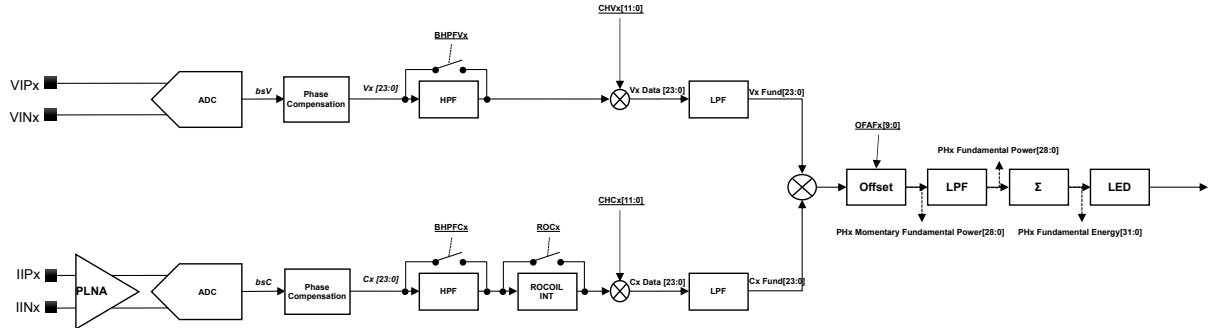 CHVx[11:0]
BHPFVx
VIPx
VINx
ADC
bsV
Phase
Compensation
Vx [23:0]
HPF
Vx Data [23:0]
LPF
Vx Fund[23:0]
OFAFx[9:0]
PHx Fundamental Power[28:0]
Offset
LPF
Σ
LED
PHx Momentary Fundamental Power[28:0]
PHx Fundamental Energy[31:0]
CHCx[11:0]
BHPFCx
ROCx
IIPx
IINx
PLNA
ADC
bsC
Phase
Compensation
Cx [23:0]
HPF
ROCOIL
INT
Cx Data [23:0]
LPF
Cx Fund[23:0]